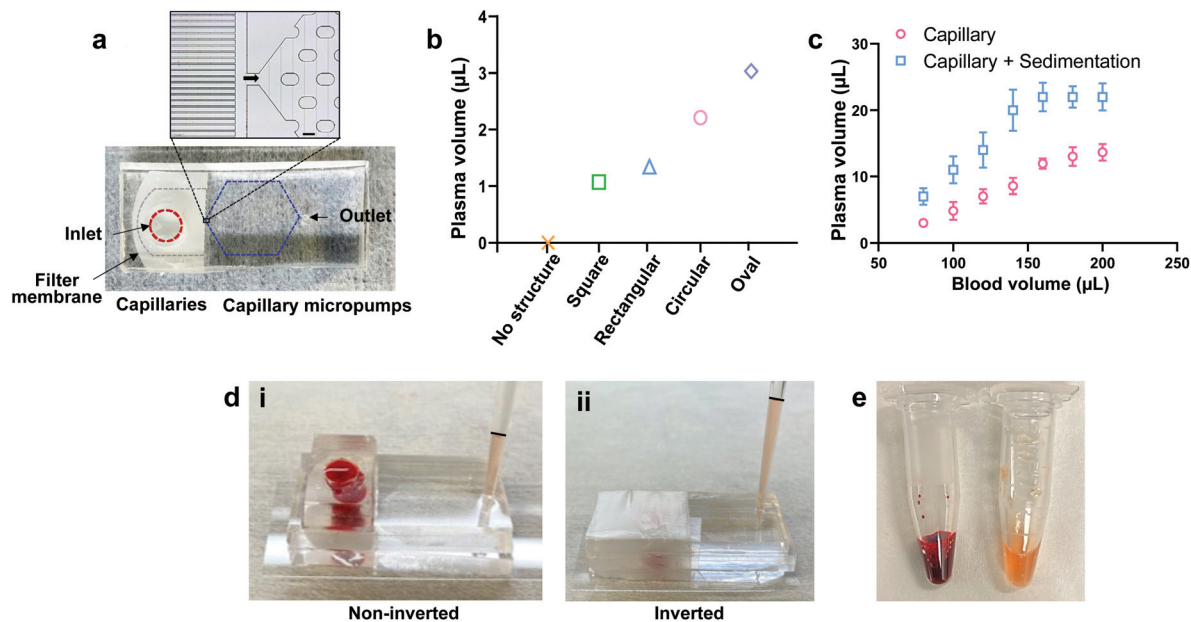 a
Inlet
Outlet
Filter
membrane
Capillaries
Capillary micropumps
b
Plasma volume (µL)
4
3
2
1
0
No structure
Square
Rectangular
Circular
Oval
c
Capillary
Capillary + Sedimentation
Plasma volume (µL)
30
20
10
0
50
100
150
200
250
Blood volume (µL)
d
i
Non-inverted
ii
Inverted
e